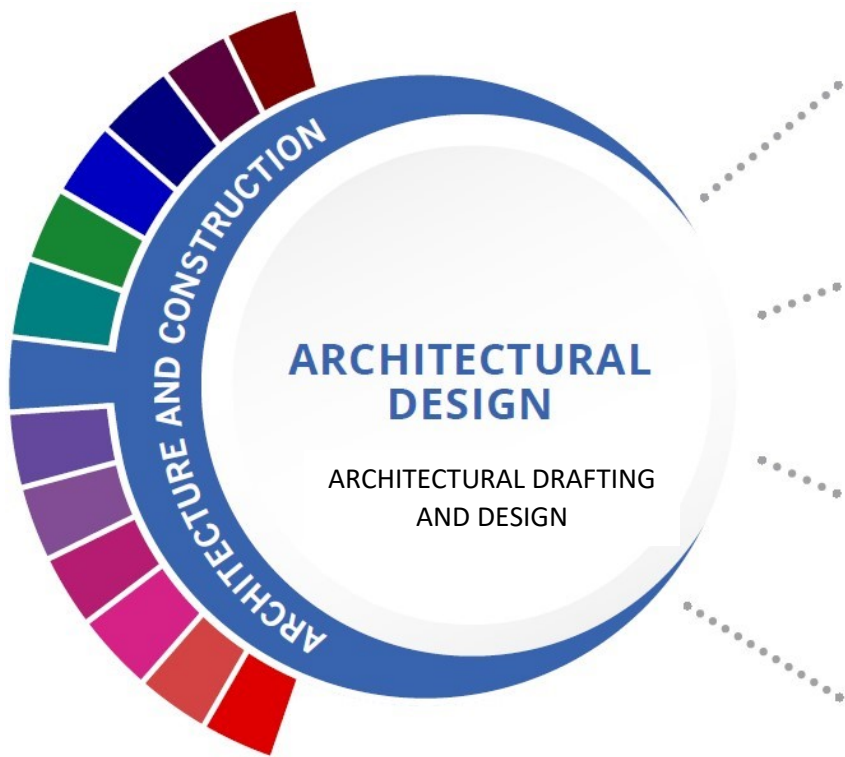 ARCHITECTURE AND CONSTRUCTION
ARCHITECTURAL
DESIGN
ARCHITECTURAL DRAFTING
AND DESIGN